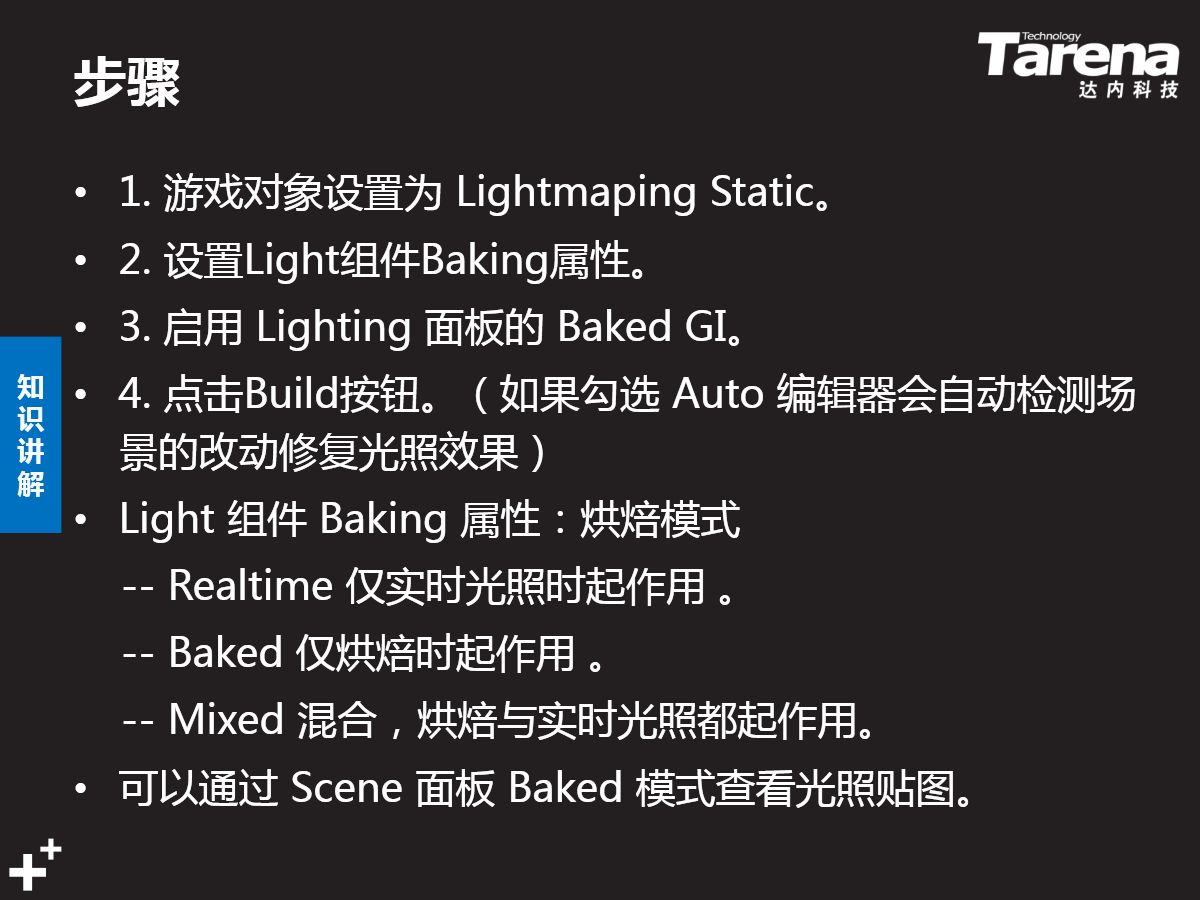 步骤
Technology
Tarena
达内科技
• 1. 游戏对象设置为 Lightmaping Static。
• 2. 设置Light组件Baking属性。
• 3. 启用 Lighting 面板的 Baked GI。
• 4. 点击Build按钮。（如果勾选 Auto 编辑器会自动检测场
景的改动修复光照效果）
• Light 组件 Baking 属性：烘焙模式
-- Realtime 仅实时光照时起作用 。
-- Baked 仅烘焙时起作用 。
-- Mixed 混合，烘焙与实时光照都起作用。
• 可以通过 Scene 面板 Baked 模式查看光照贴图。
知识讲解